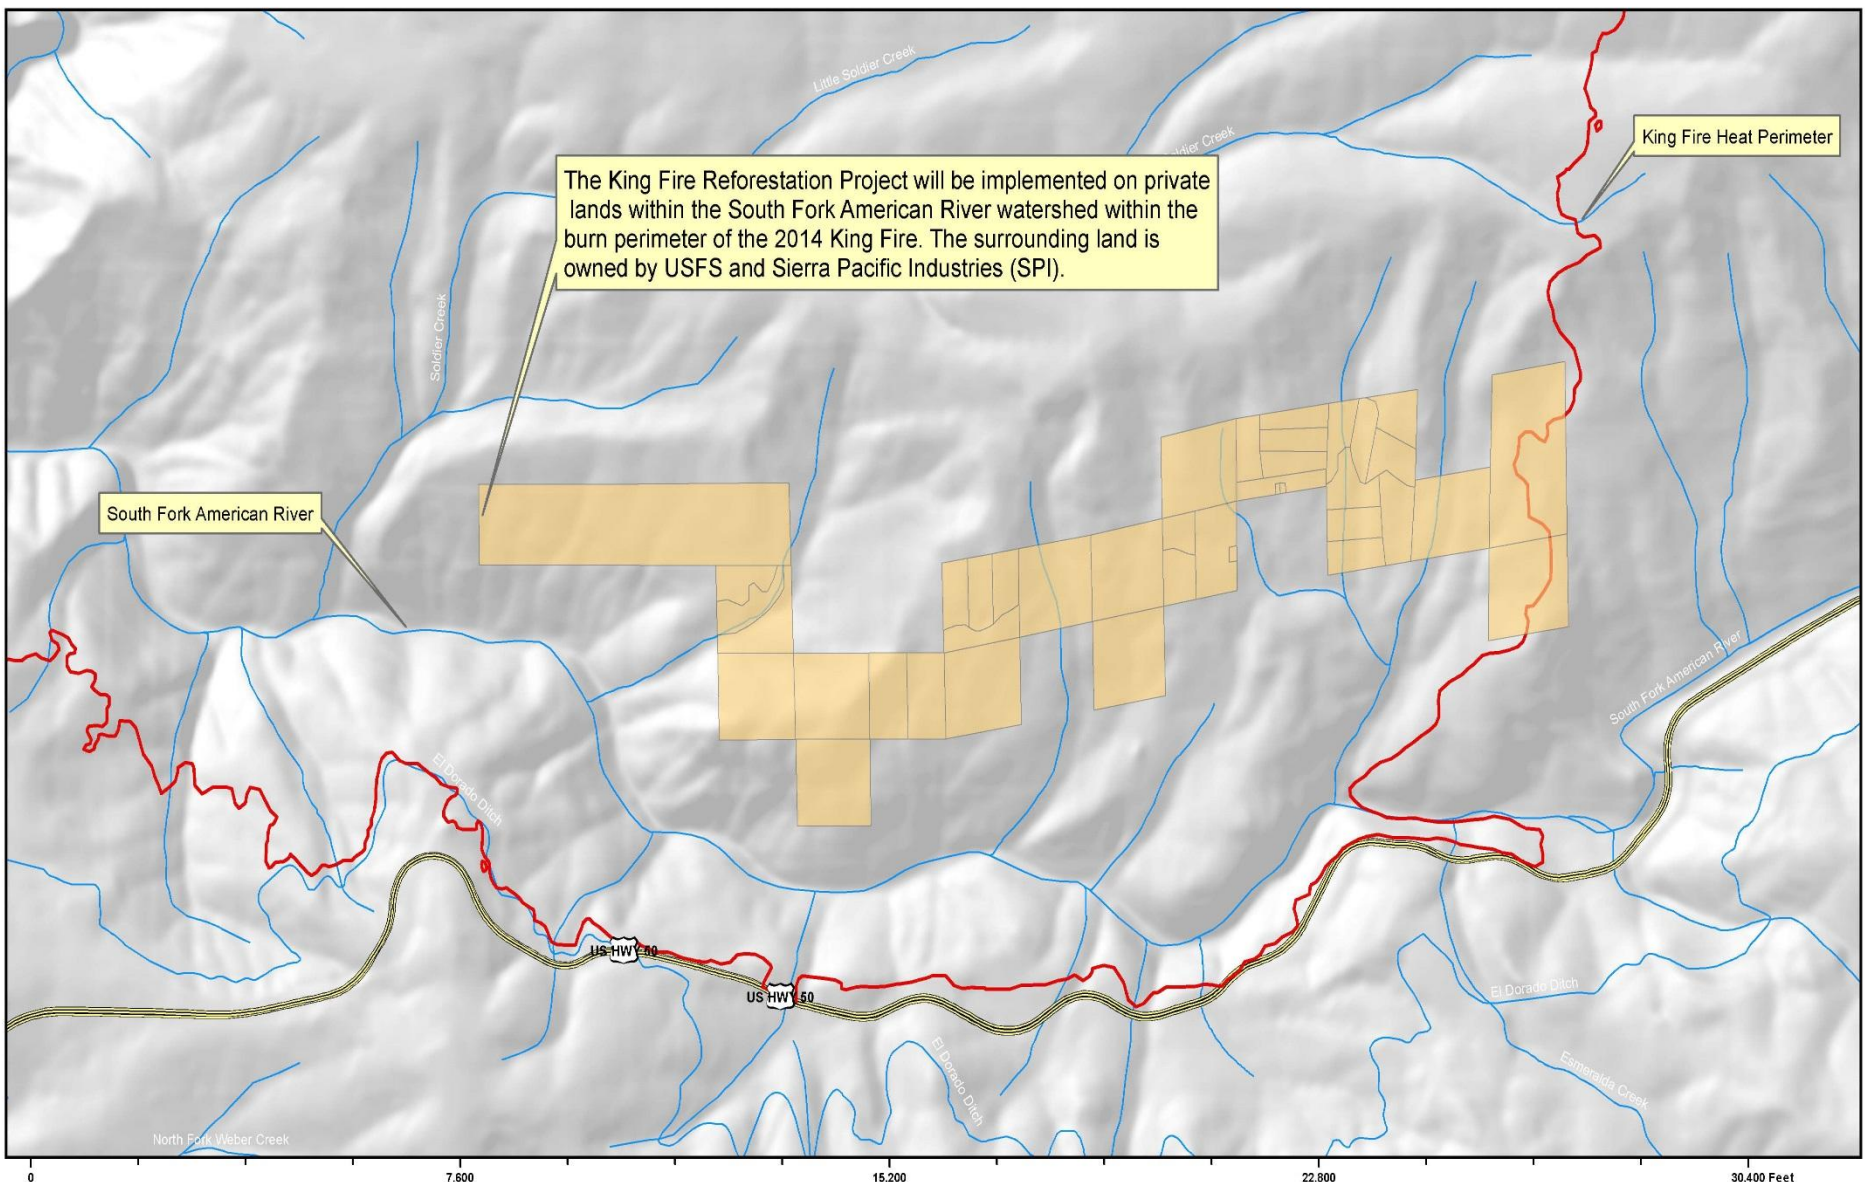 Little Soldier Creek
Soldier Creek
King Fire Heat Perimeter
The King Fire Reforestation Project will be implemented on private
lands within the South Fork American River watershed within the
burn perimeter of the 2014 King Fire. The surrounding land is
owned by USFS and Sierra Pacific Industries (SPI).
Creek
South Fork American River
South Fork American River
El Dorado Ditch
US HWY 50
US HWY 50
El Dorado Ditch
El Dorado Ditch
Esmeralda Creek
North Fork Weber Creek
0
7.600
15.200
22.800
30.400 Feet